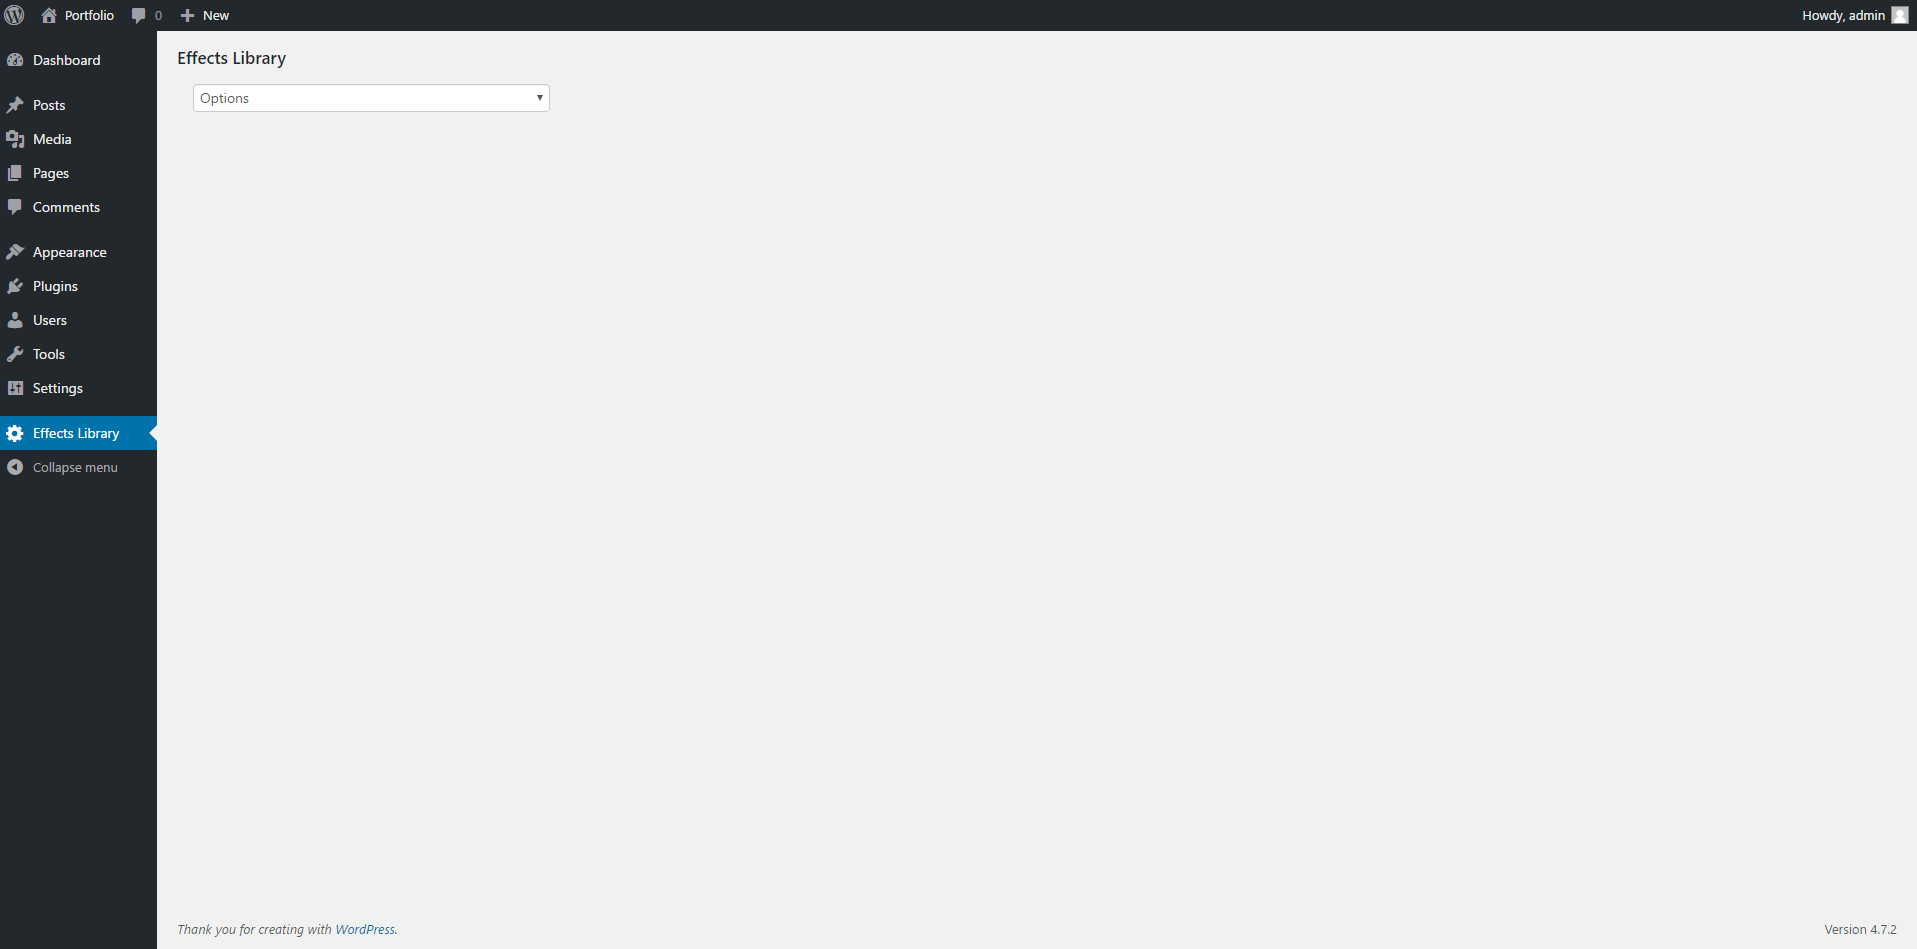 Portfolio
0
New
Howdy, admin
Dashboard
Posts
Media
Pages
Comments
Appearance
Plugins
Users
Tools
Settings
Effects Library
Collapse menu
Effects Library
Options
Thank you for creating with WordPress.
Version 4.7.2